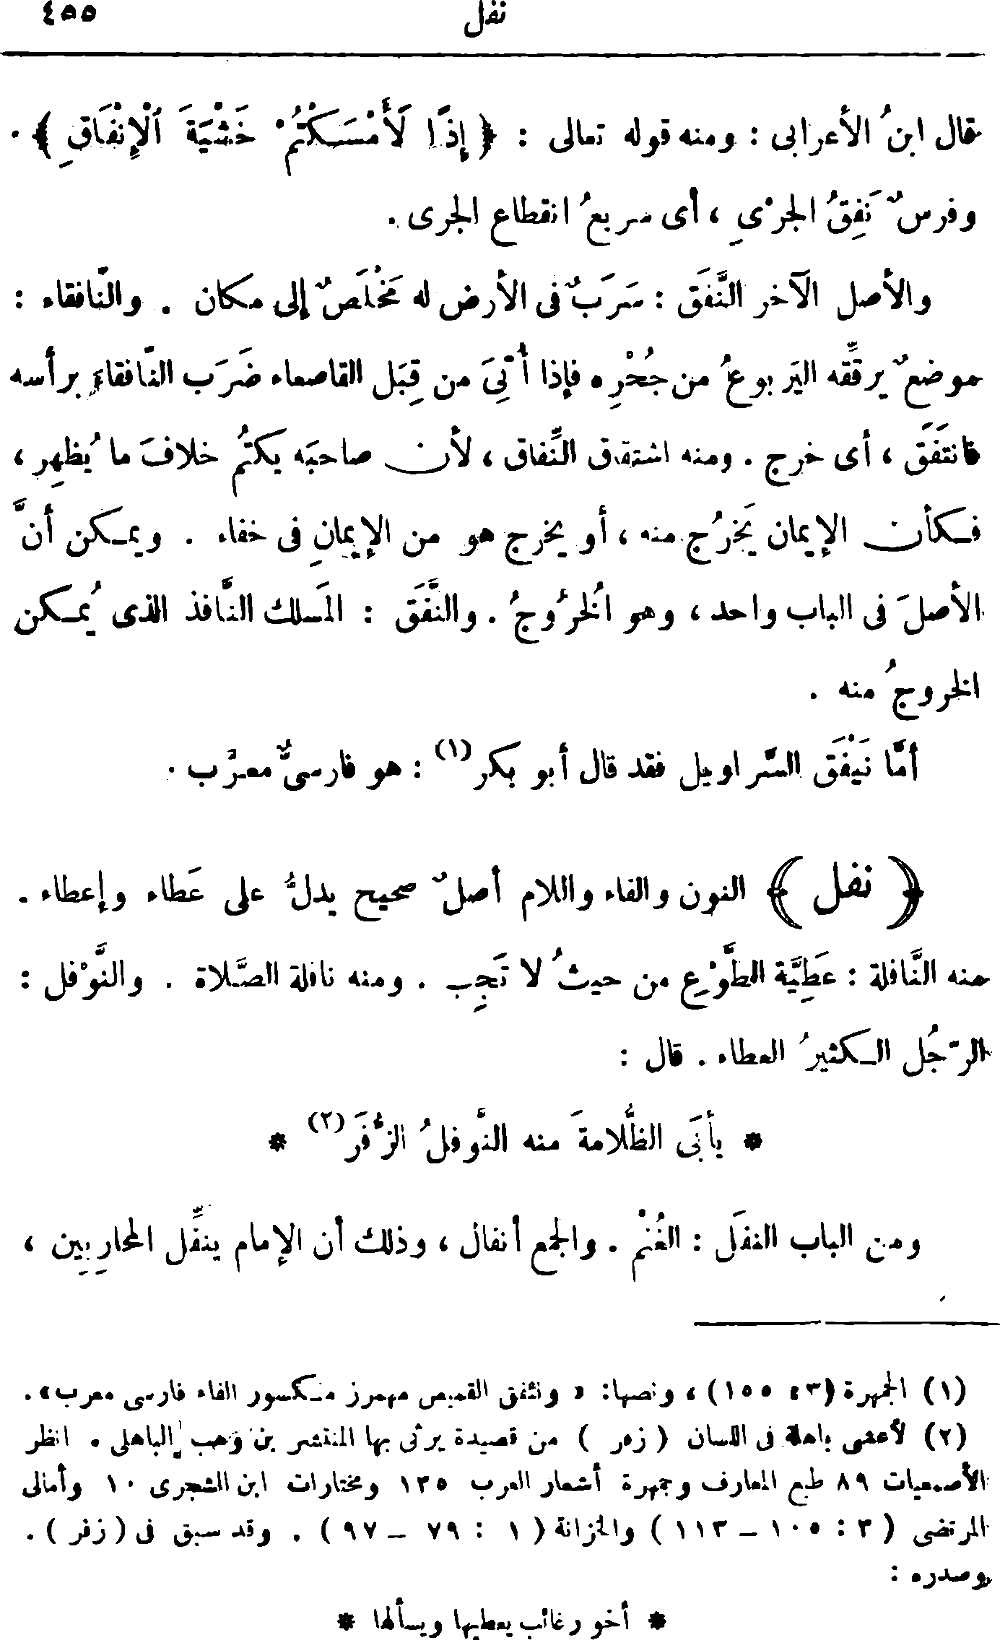 نفل ٤٥٥
قال ابنُ الأعرابى : ومنه قوله تعالى : ﴿ إِذًا لَأَمْسَكْتُمْ خَشْيَةَ الْإِنْفَاقِ ﴾ .
وفرسٌ نَفِقُ الجرْىِ ، أى سريعُ انقطاع الجرى .
والأصل الآخر النَّفَق : سَرَبٌ فى الأرض له مَخْلَصٌ إلى مكان . والنَّافقاء :
موضعٌ يرقِّقه اليَربوعُ من جُحْرِه فإذا أُتِىَ من قِبَل القاصعاء ضَرَب النَّافقاءَ برأسه
فانتَفَق ، أى خرج . ومنه اشتقاق النِّفاق ، لأن صاحبَه يكتُم خلافَ ما يُظهِر ،
فكأن الإيمان يَخرُج منه ، أو يخرج هو من الإيمانِ فى خفاء . ويمكن أنَّ
الأصلَ فى الباب واحد ، وهو الخُرُوجُ . والنَّفَق : المَسلك النَّافذ الذى يُمكن
الخروجُ منه .
أمَّا نَيْفَق السَّراويل فقد قال أبو بكر(١) : هو فارسىٌّ معرَّب .
﴿ نفل ﴾ النون والفاء واللام أصلٌ صحيح يدلُّ على عَطاء وإعطاء .
منه النَّافلة : عَطِيَّة الطَّوْعِ من حيثُ لا تَجِب . ومنه نافلة الصَّلاة . والنَّوْفل :
الرّجُل الكثيرُ العطاء . قال :
* يأبَى الظُّلامةَ منه النَّوفلُ الزُّفَر(٢) *
ومن الباب النفَل : الغُنْم . والجمع أنفال ، وذلك أن الإمام ينفِّل المحارِبِين ،
(١) الجمهرة (٣ : ١٥٥) ، ونصها: « ونئفق القميص مهموز مكسور الفاء فارسى معرب».
(٢) لأعشى باهلة فى اللسان ( زفر ) من قصيدة يرثى بها المنتشر بن وهب الباهلى . انظر
الأصمعيات ٨٩ طبع المعارف وجمهرة أشعار العرب ١٣٥ ومختارات ابن الشجرى ١٠ وأمالى
المرتضى ( ٣ : ١٠٥ – ١١٣ ) والخزانة ( ١ : ٧٩ – ٩٧ ) . وقد سبق فى ( زفر ) .
وصدره :
* أخو رغائب يعطيها ويسألها *